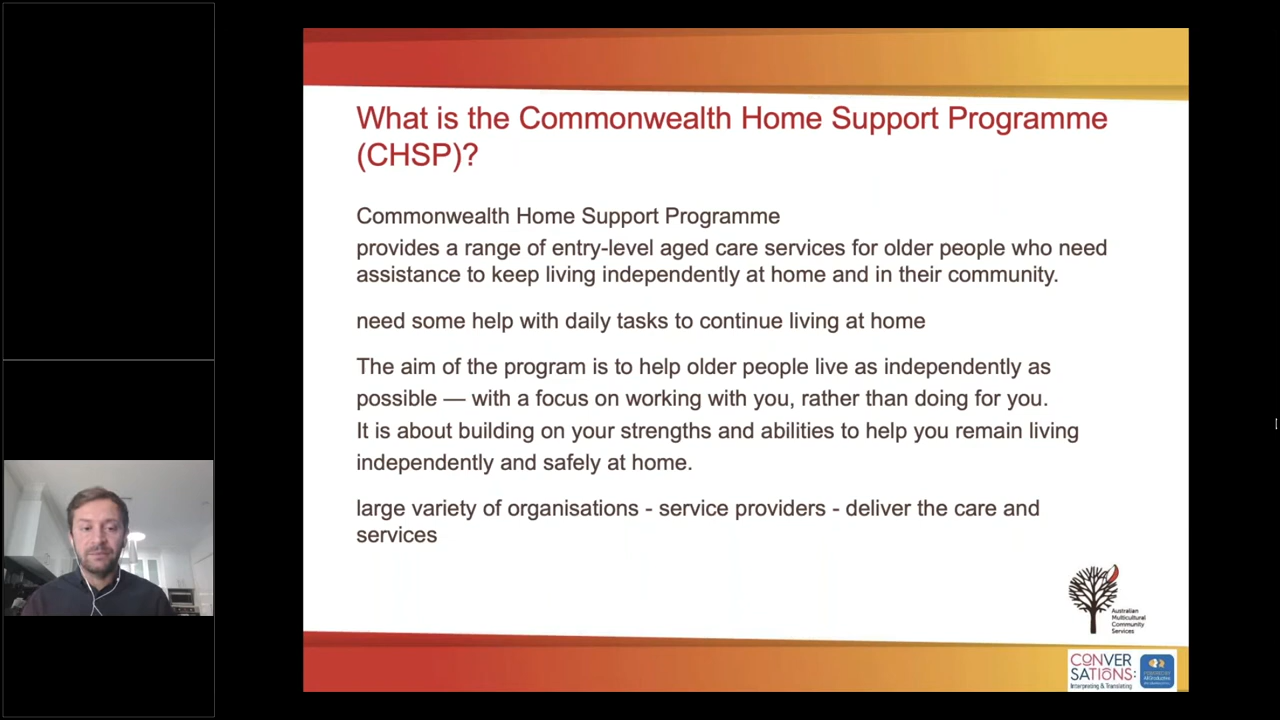 What is the Commonwealth Home Support Programme
(CHSP)?
Commonwealth Home Support Programme
provides a range of entry-level aged care services for older people who need
assistance to keep living independently at home and in their community.
need some help with daily tasks to continue living at home
The aim of the program is to help older people live as independently as
possible — with a focus on working with you, rather than doing for you.
It is about building on your strengths and abilities to help you remain living
independently and safely at home.
large variety of organisations - service providers - deliver the care and
services
Australian
Multicultural
Community
Services
CONVER
SATIONS:
Interpreting & Translating